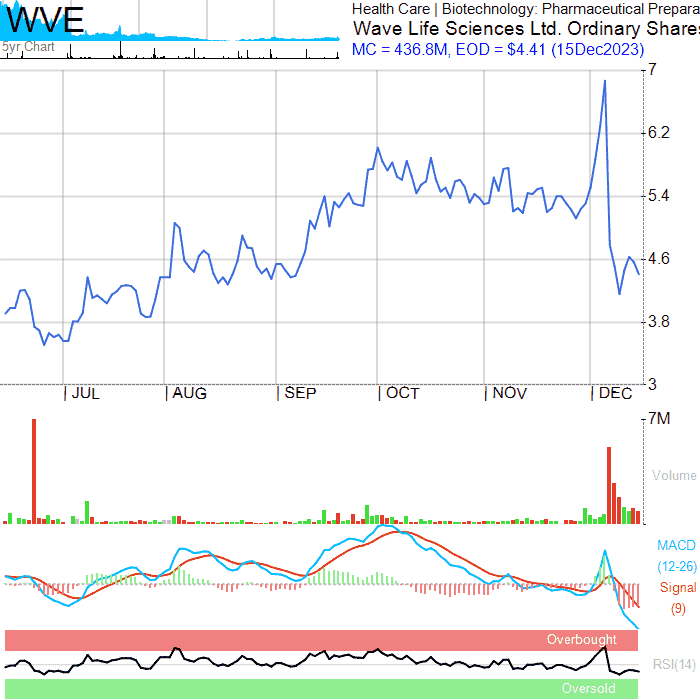 WVE
Health Care | Biotechnology: Pharmaceutical Prepara
Wave Life Sciences Ltd. Ordinary Shares
5yr Chart
MC = 436.8M, EOD = $4.41 (15Dec2023)
7
6.2
5.4
4.6
3.8
3
JUL AUG SEP OCT NOV DEC
7M
Volume
MACD
(12-26)
Signal
(9)
Overbought
RSI(14)
Oversold